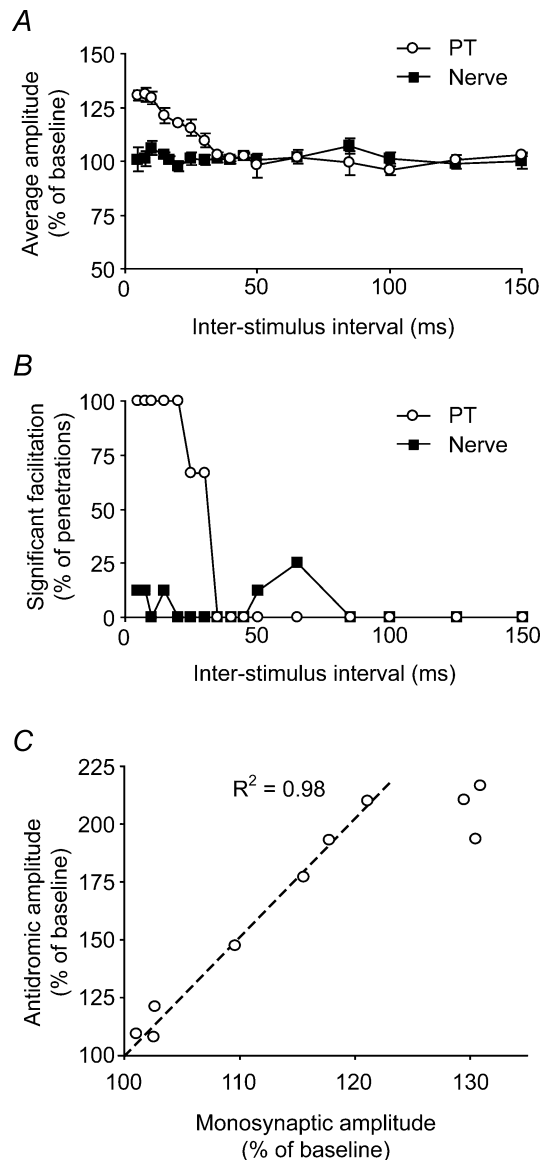 A
Average amplitude
(% of baseline)
150
125
100
75
50
PT
Nerve
0
50
100
150
Inter-stimulus interval (ms)
B
Significant facilitation
(% of penetrations)
100
75
50
25
0
PT
Nerve
0
50
100
150
Inter-stimulus interval (ms)
C
Antidromic amplitude
(% of baseline)
225
200
175
150
125
100
R² = 0.98
100
110
120
130
Monosynaptic amplitude
(% of baseline)